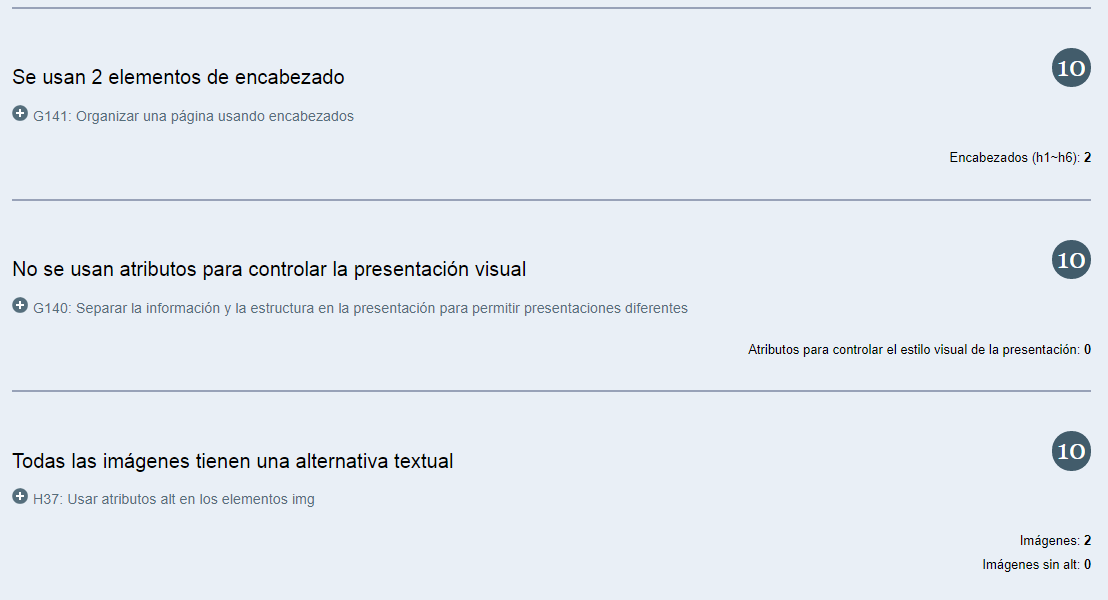 Se usan 2 elementos de encabezado
10
G141: Organizar una página usando encabezados
Encabezados (h1~h6): 2
No se usan atributos para controlar la presentación visual
10
G140: Separar la información y la estructura en la presentación para permitir presentaciones diferentes
Atributos para controlar el estilo visual de la presentación: 0
Todas las imágenes tienen una alternativa textual
10
H37: Usar atributos alt en los elementos img
Imágenes: 2
Imágenes sin alt: 0